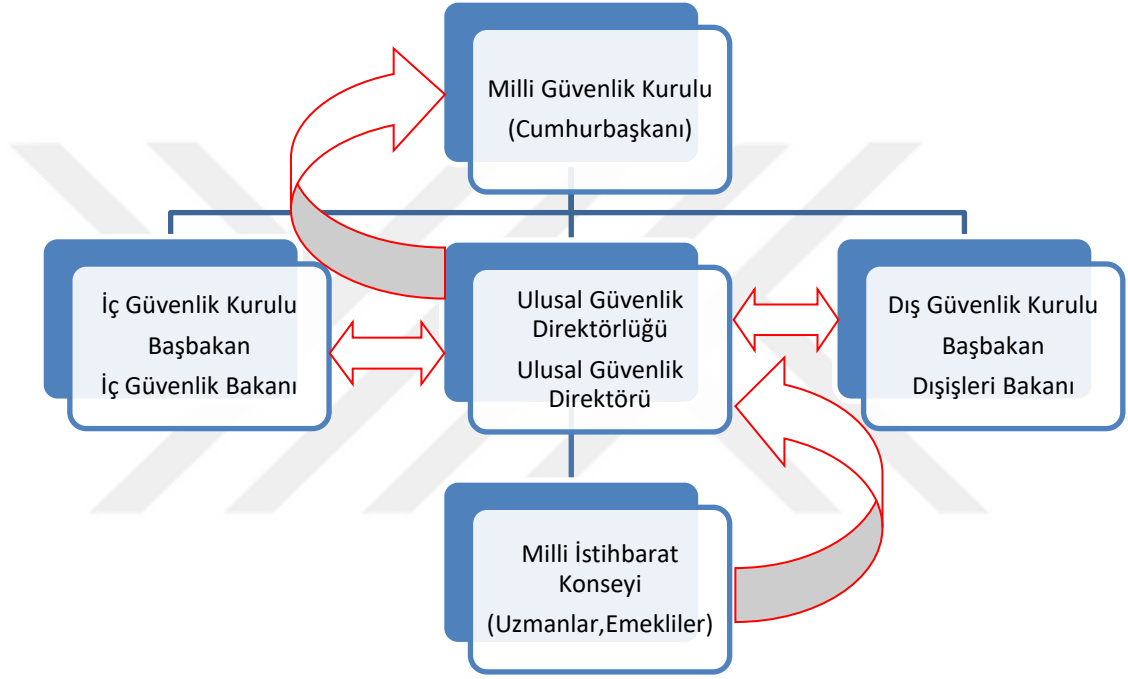 Milli Güvenlik Kurulu
(Cumhurbaşkanı)
İç Güvenlik Kurulu
Başbakan
İç Güvenlik Bakanı
Ulusal Güvenlik
Direktörlüğü
Ulusal Güvenlik
Direktörü
Dış Güvenlik Kurulu
Başbakan
Dışişleri Bakanı
Milli İstihbarat
Konseyi
(Uzmanlar,Emekliler)